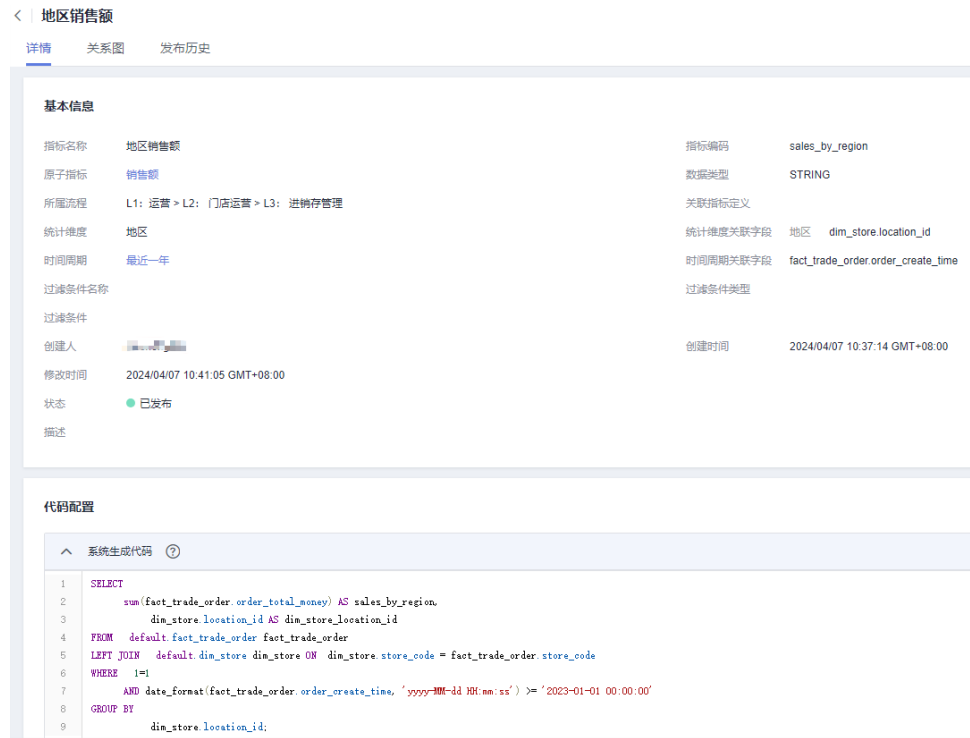 地区销售额
详情 关系图 发布历史
基本信息
指标名称 地区销售额 指标编码 sales_by_region
原子指标 销售额 数据类型 STRING
所属流程 L1: 运营 > L2: 门店运营 > L3: 进销存管理 关联指标定义
统计维度 地区 统计维度关联字段 地区 dim_store.location_id
时间周期 最近一年 时间周期关联字段 fact_trade_order.order_create_time
过滤条件名称 过滤条件类型
过滤条件
创建人 创建时间 2024/04/07 10:37:14 GMT+08:00
修改时间 2024/04/07 10:41:05 GMT+08:00
状态 已发布
描述
代码配置
系统生成代码 ?
1 SELECT
2 sum(fact_trade_order.order_total_money) AS sales_by_region,
3 dim_store.location_id AS dim_store_location_id
4 FROM default.fact_trade_order fact_trade_order
5 LEFT JOIN default.dim_store dim_store ON dim_store.store_code = fact_trade_order.store_code
6 WHERE 1=1
7 AND date_format(fact_trade_order.order_create_time, 'yyyy-MM-dd HH:mm:ss') >= '2023-01-01 00:00:00'
8 GROUP BY
9 dim_store.location_id;